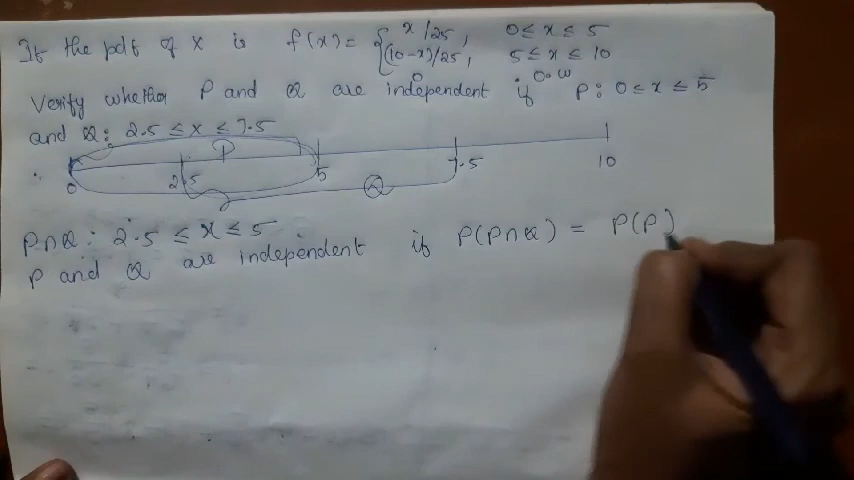 If the pdf of X is f(x) = { x/25, 0 ≤ x ≤ 5
(10-x)/25, 5 ≤ x ≤ 10
0 o.w
Verify whether P and Q are independent if P: 0 ≤ x ≤ 5
and Q: 2.5 ≤ x ≤ 7.5
P
0 2.5 5 7.5 10
Q
P∩Q: 2.5 ≤ x ≤ 5
P and Q are independent if P(P∩Q) = P(P)